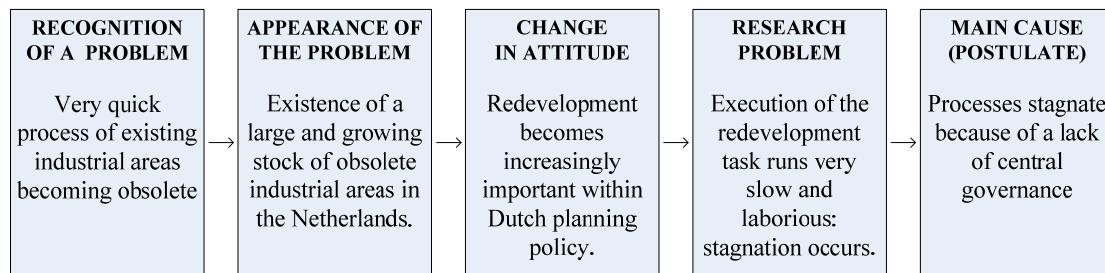 RECOGNITION
OF A PROBLEM
Very quick
process of existing
industrial areas
becoming obsolete
APPEARANCE OF
THE PROBLEM
Existence of a
large and growing
stock of obsolete
industrial areas in
the Netherlands.
CHANGE
IN ATTITUDE
Redevelopment
becomes
increasingly
important within
Dutch planning
policy.
RESEARCH
PROBLEM
Execution of the
redevelopment
task runs very
slow and
laborious:
stagnation occurs.
MAIN CAUSE
(POSTULATE)
Processes stagnate
because of a lack
of central
governance